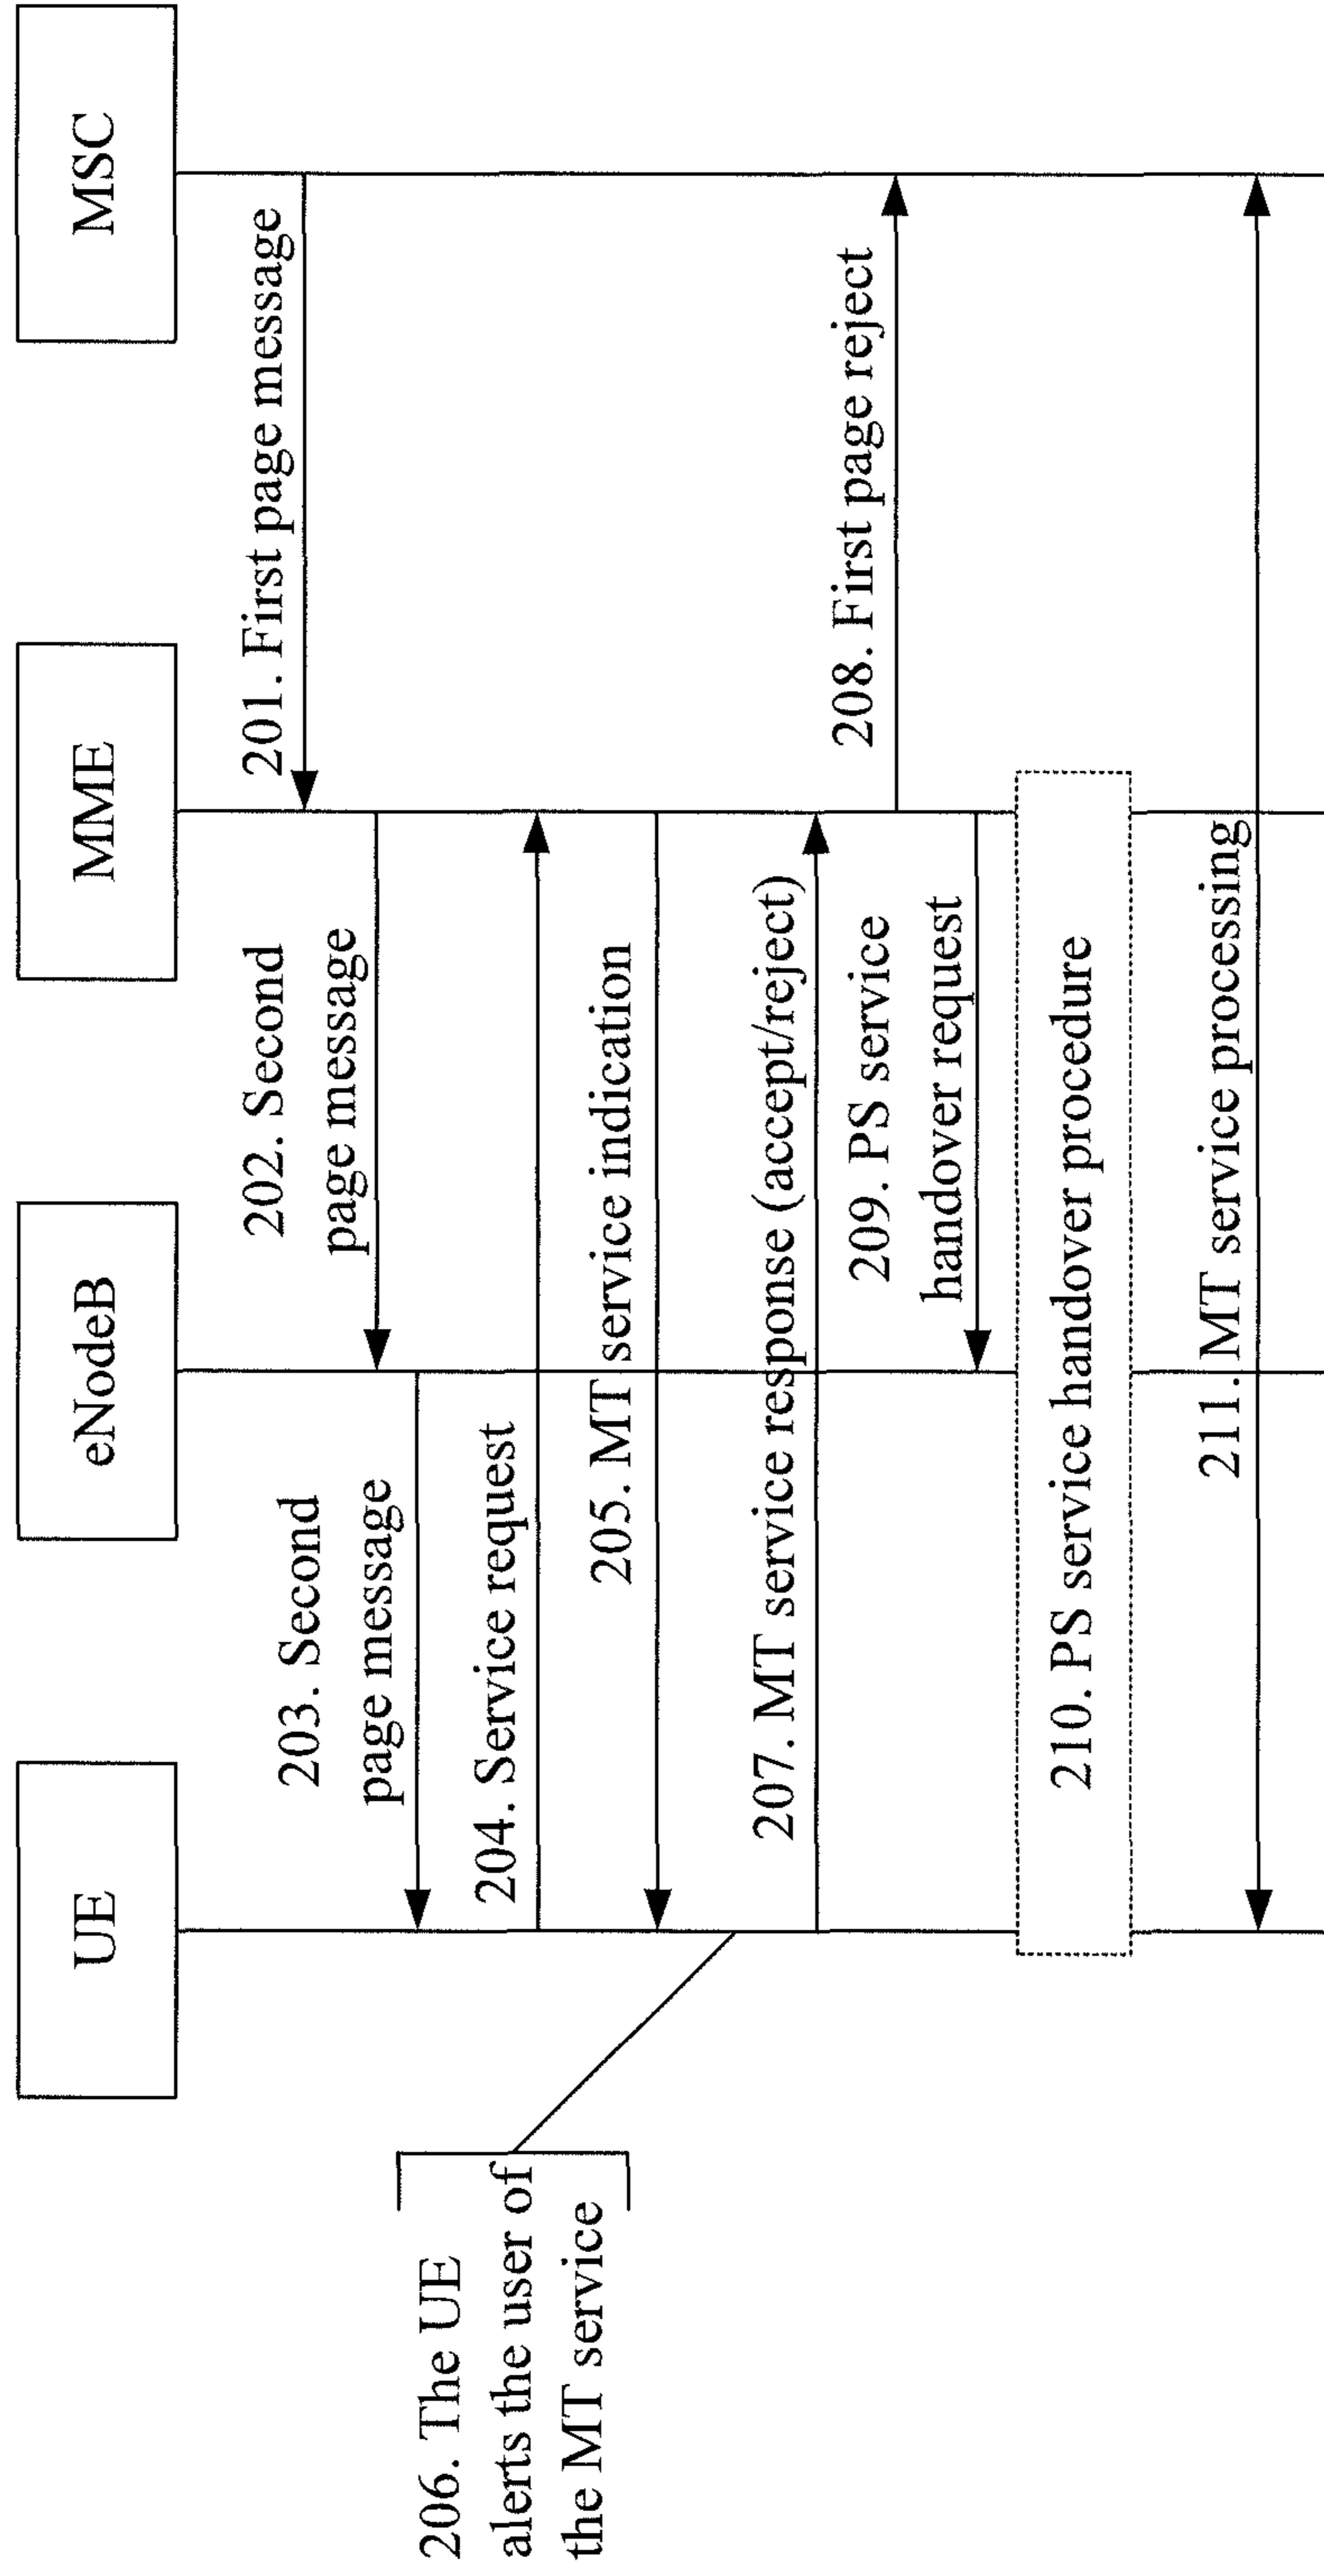 UE
eNodeB
MME
MSC
201. First page message
202. Second
page message
203. Second
page message
204. Service request
205. MT service indication
206. The UE
alerts the user of
the MT service
207. MT service response (accept/reject)
208. First page reject
209. PS service
handover request
210. PS service handover procedure
211. MT service processing